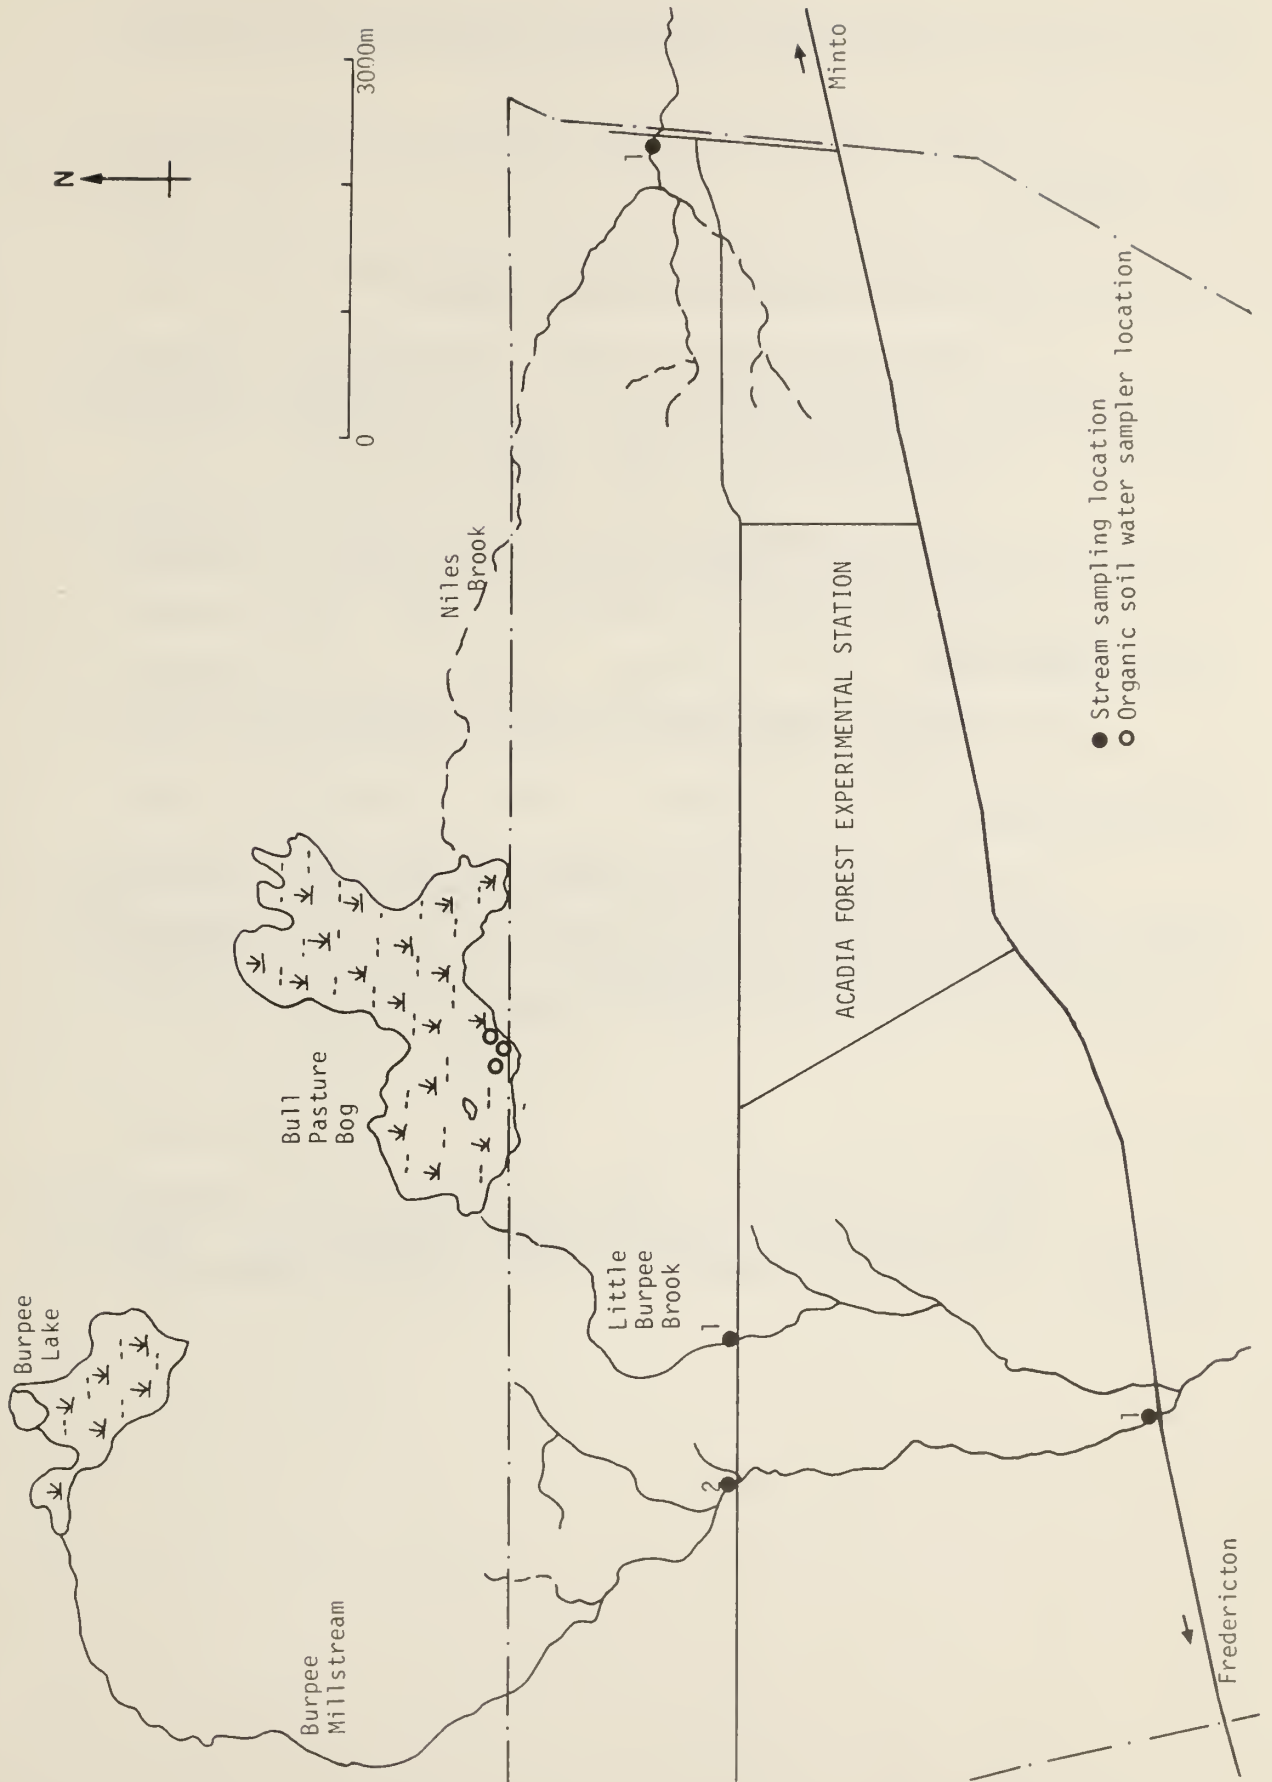 Burpee
Lake
N
0
3000m
Bull
Pasture
Bog
Niles
Brook
Burpee
Millstream
Little
Burpee
Brook
1
2
1
1
ACADIA FOREST EXPERIMENTAL STATION
Minto
Fredericton
Stream sampling location
Organic soil water sampler location